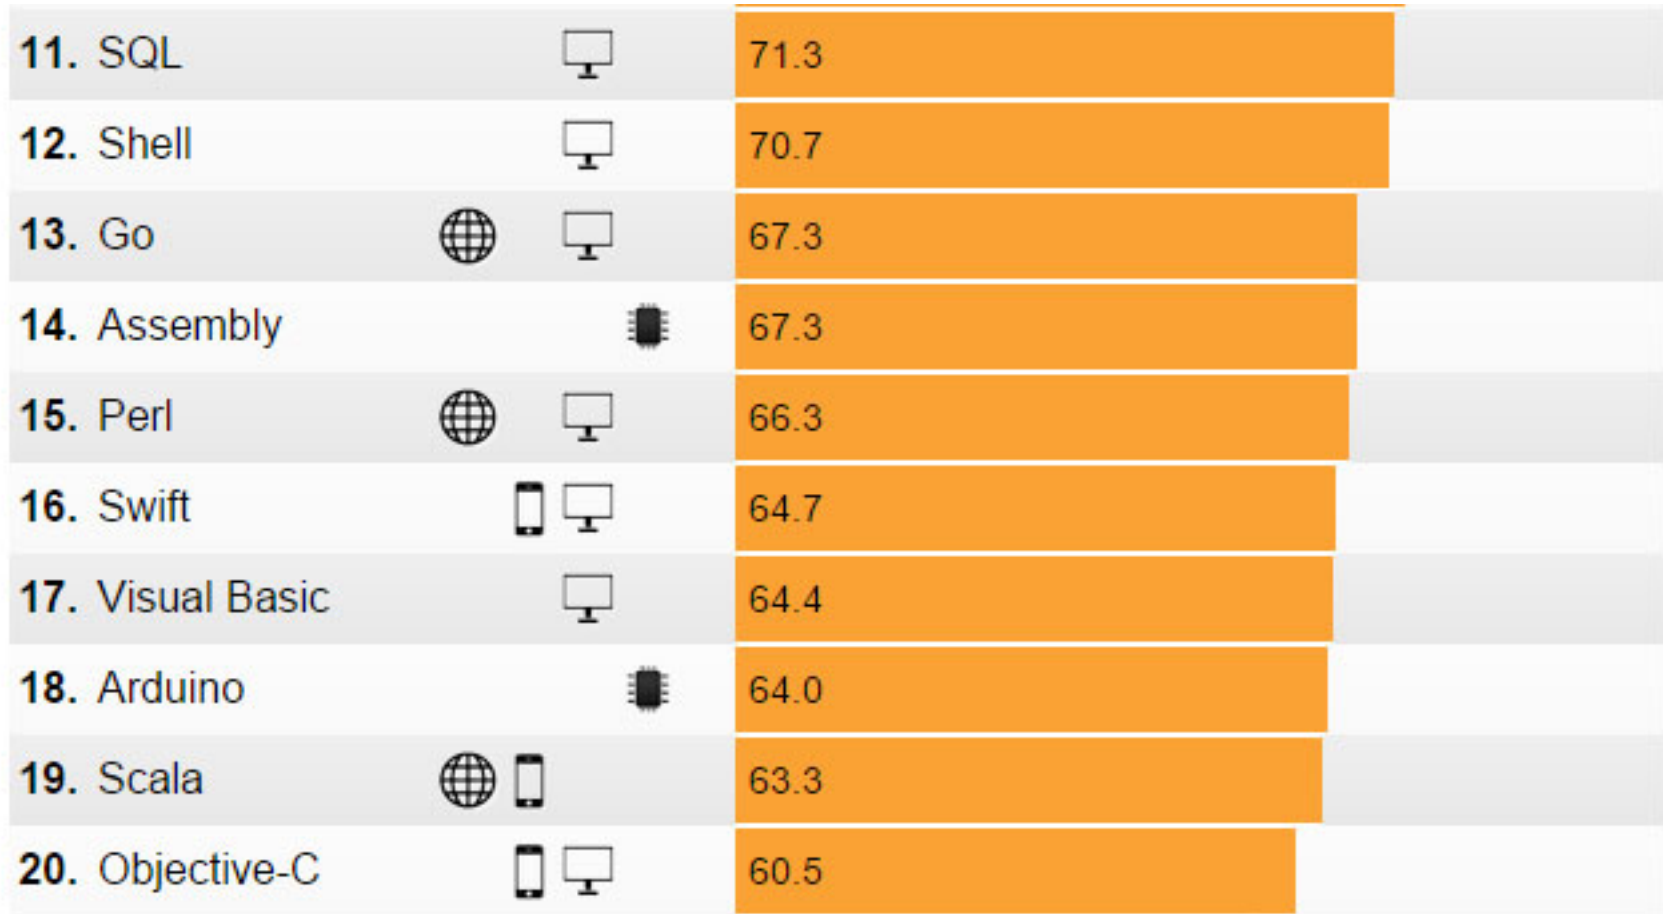 11. SQL 71.3
12. Shell 70.7
13. Go 67.3
14. Assembly 67.3
15. Perl 66.3
16. Swift 64.7
17. Visual Basic 64.4
18. Arduino 64.0
19. Scala 63.3
20. Objective-C 60.5